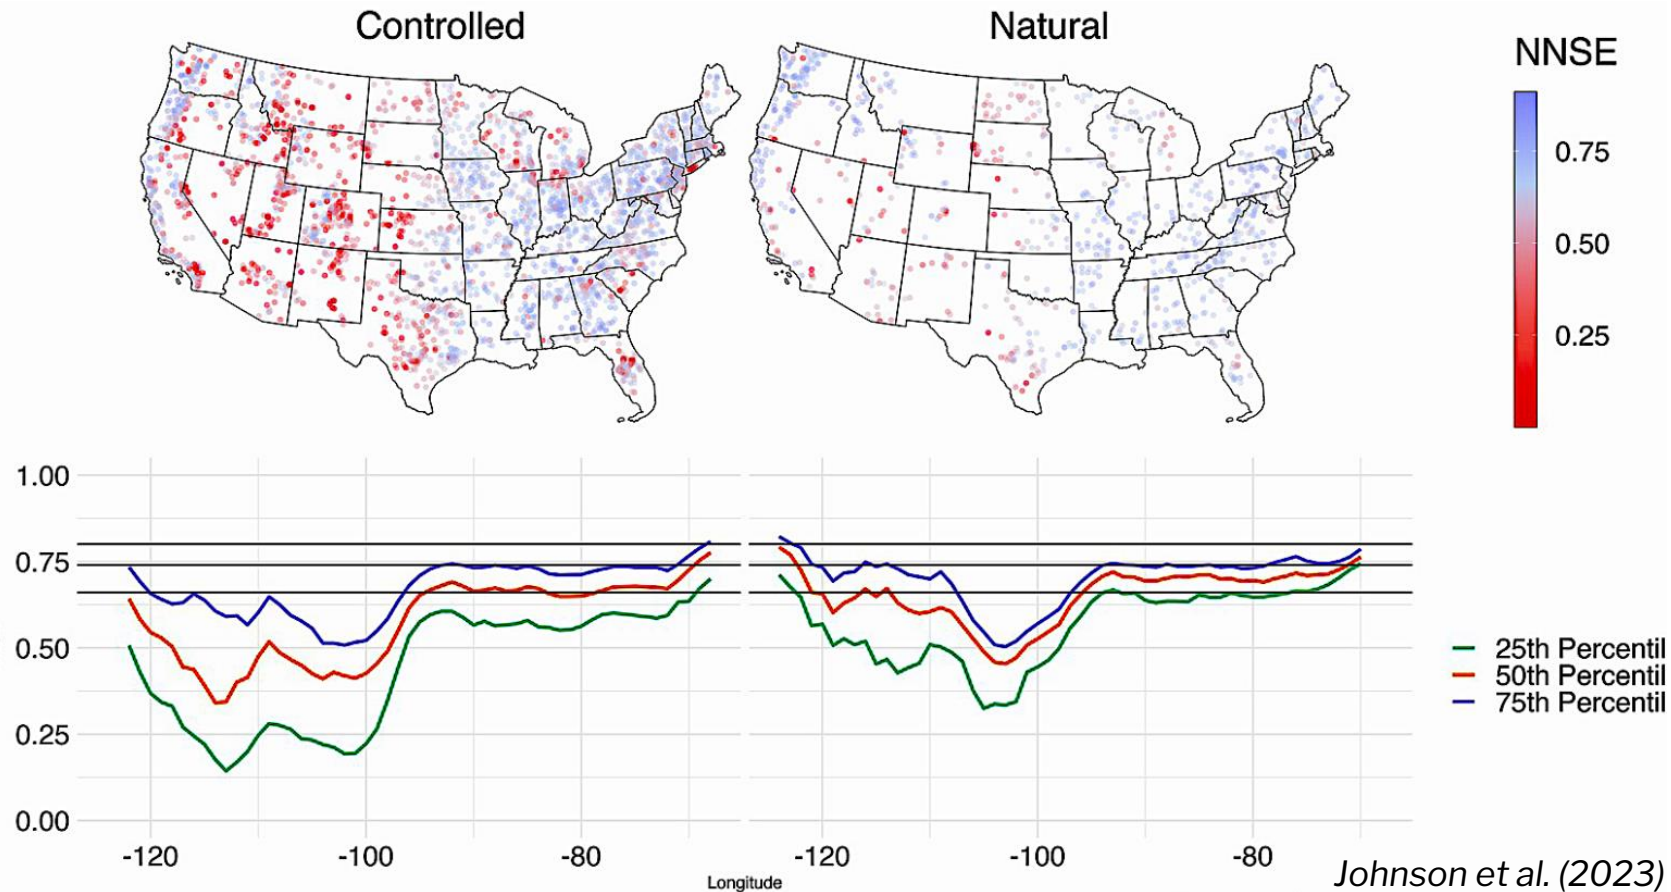 Controlled
Natural
NNSE
0.75
0.50
0.25
1.00
0.75
0.50
0.25
0.00
-120
-100
-80
-120
-100
-80
Longitude
25th Percentil
50th Percentil
75th Percentil
Johnson et al. (2023)